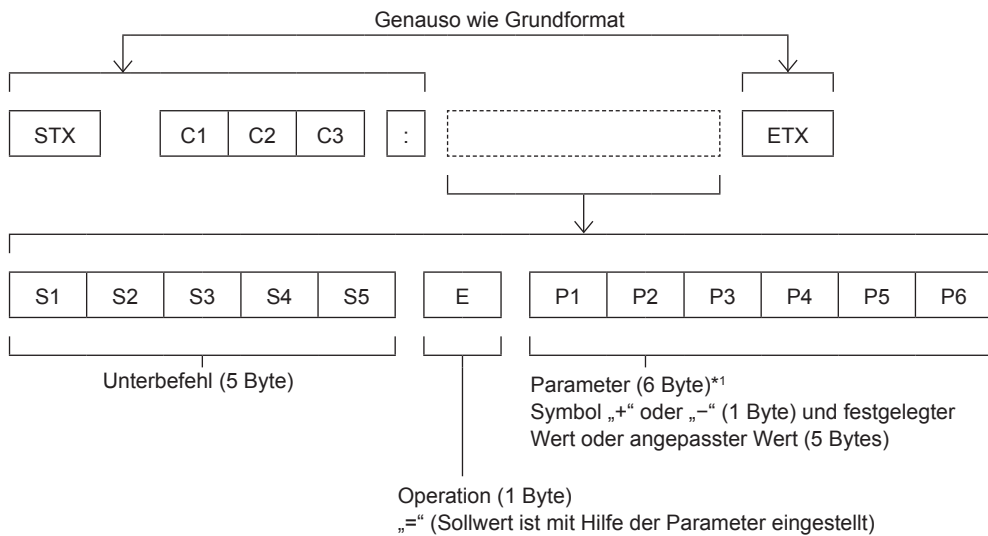 Genauso wie Grundformat
STX C1 C2 C3 : ETX
S1 S2 S3 S4 S5 E P1 P2 P3 P4 P5 P6
Unterbefehl (5 Byte)
Parameter (6 Byte)*1
Symbol „+“ oder „−“ (1 Byte) und festgelegter
Wert oder angepasster Wert (5 Bytes)
Operation (1 Byte)
„=“ (Sollwert ist mit Hilfe der Parameter eingestellt)